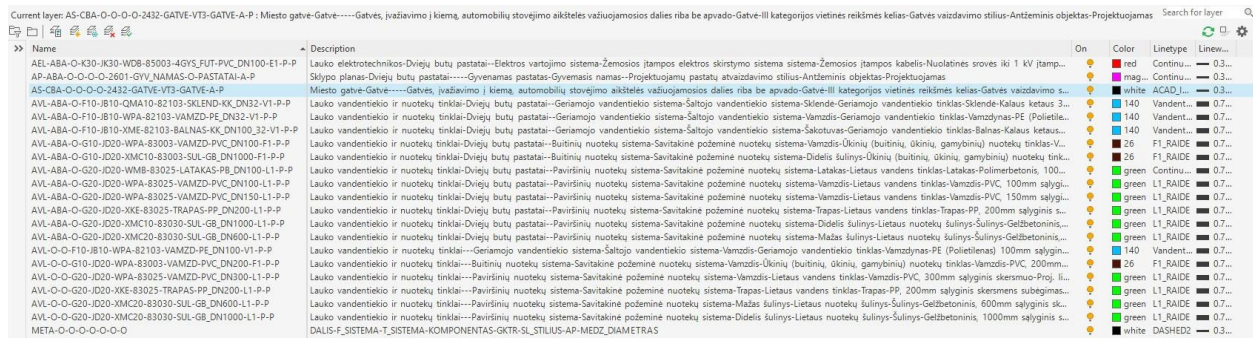 Current layer: AS-CBA-O-O-O-O-2432-GATVE-VT3-GATVE-A-P : Miesto gatvė-Gatvė-----Gatvės, įvažiavimo į kiemą, automobilių stovėjimo aikštelės važiuojamosios dalies riba be apvado-Gatvė-III kategorijos vietinės reikšmės kelias-Gatvės vaizdavimo stilius-Antžeminis objektas-Projektuojamas Search for layer
Name Description On Color Linetype Linew...
AEL-ABA-O-K30-JK30-WDB-85003-4GYS_FUT-PVC_DN100-E1-P-P Lauko elektrotechnikos-Dviejų butų pastatai--Elektros vartojimo sistema-Žemosios įtampos elektros skirstymo sistema sistema-Žemosios įtampos kabelis-Nuolatinės srovės iki 1 kV įtamp... red Continu... 0.3...
AP-ABA-O-O-O-O-2601-GYV_NAMAS-O-PASTATAI-A-P Sklypo planas-Dviejų butų pastatai-----Gyvenamas pastatas-Gyvenasis namas--Projektuojamų pastatų atvaizdavimo stilius-Antžeminis objektas-Projektuojamas mag... Continu... 0.3...
AS-CBA-O-O-O-O-2432-GATVE-VT3-GATVE-A-P Miesto gatvė-Gatvė-----Gatvės, įvažiavimo į kiemą, automobilių stovėjimo aikštelės važiuojamosios dalies riba be apvado-Gatvė-III kategorijos vietinės reikšmės kelias-Gatvės vaizdavimo s... white ACAD_I... 0.3...
AVL-ABA-O-F10-JB10-QMA10-82103-SKLEND-KK_DN32-V1-P-P Lauko vandentiekio ir nuotekų tinklai-Dviejų butų pastatai--Geriamojo vandentiekio sistema-Šaltojo vandentiekio sistema-Sklendė-Geriamojo vandentiekio tinklas-Sklendė-Kalaus ketaus 3... 140 Vandent... 0.7...
AVL-ABA-O-F10-JB10-WPA-82103-VAMZD-PE_DN32-V1-P-P Lauko vandentiekio ir nuotekų tinklai-Dviejų butų pastatai--Geriamojo vandentiekio sistema-Šaltojo vandentiekio sistema-Vamzdis-Geriamojo vandentiekio tinklas-Vamzdynas-PE (Polietile... 140 Vandent... 0.7...
AVL-ABA-O-F10-JB10-XME-82103-BALNAS-KK_DN100_32-V1-P-P Lauko vandentiekio ir nuotekų tinklai-Dviejų butų pastatai--Geriamojo vandentiekio sistema-Šaltojo vandentiekio sistema-Šakotuvas-Geriamojo vandentiekio tinklas-Balnas-Kalaus ketaus... 140 Vandent... 0.7...
AVL-ABA-O-G10-JD20-WPA-83003-VAMZD-PVC_DN100-F1-P-P Lauko vandentiekio ir nuotekų tinklai-Dviejų butų pastatai--Buitinių nuotekų sistema-Savitakinė požeminė nuotekų sistema-Vamzdis-Ūkinių (buitinių, ūkinių, gamybinių) nuotekų tinklas-V... 26 F1_RAIDE 0.7...
AVL-ABA-O-G10-JD20-XMC10-83003-SUL-GB_DN1000-F1-P-P Lauko vandentiekio ir nuotekų tinklai-Dviejų butų pastatai--Buitinių nuotekų sistema-Savitakinė požeminė nuotekų sistema-Didelis šulinys-Ūkinių (buitinių, ūkinių, gamybinių) nuotekų tink... 26 F1_RAIDE 0.7...
AVL-ABA-O-G20-JD20-WMB-83025-LATAKAS-PB_DN100-L1-P-P Lauko vandentiekio ir nuotekų tinklai-Dviejų butų pastatai--Paviršinių nuotekų sistema-Savitakinė požeminė nuotekų sistema-Latakas-Lietaus vandens tinklas-Latakas-Polimerbetonis, 100... green Continu... 0.7...
AVL-ABA-O-G20-JD20-WPA-83025-VAMZD-PVC_DN100-L1-P-P Lauko vandentiekio ir nuotekų tinklai-Dviejų butų pastatai--Paviršinių nuotekų sistema-Savitakinė požeminė nuotekų sistema-Vamzdis-Lietaus vandens tinklas-Vamzdis-PVC, 100mm sąlygi... green L1_RAIDE 0.7...
AVL-ABA-O-G20-JD20-WPA-83025-VAMZD-PVC_DN150-L1-P-P Lauko vandentiekio ir nuotekų tinklai-Dviejų butų pastatai--Paviršinių nuotekų sistema-Savitakinė požeminė nuotekų sistema-Vamzdis-Lietaus vandens tinklas-Vamzdis-PVC, 150mm sąlygi... green L1_RAIDE 0.7...
AVL-ABA-O-G20-JD20-XKE-83025-TRAPAS-PP_DN200-L1-P-P Lauko vandentiekio ir nuotekų tinklai-Dviejų butų pastatai--Paviršinių nuotekų sistema-Savitakinė požeminė nuotekų sistema-Trapas-Lietaus vandens tinklas-Trapas-PP, 200mm sąlyginis s... green L1_RAIDE 0.7...
AVL-ABA-O-G20-JD20-XMC10-83030-SUL-GB_DN1000-L1-P-P Lauko vandentiekio ir nuotekų tinklai-Dviejų butų pastatai--Paviršinių nuotekų sistema-Savitakinė požeminė nuotekų sistema-Didelis šulinys-Lietaus nuotekų šulinys-Šulinys-Gelžbetoninis,... green L1_RAIDE 0.7...
AVL-ABA-O-G20-JD20-XMC20-83030-SUL-GB_DN600-L1-P-P Lauko vandentiekio ir nuotekų tinklai-Dviejų butų pastatai--Paviršinių nuotekų sistema-Savitakinė požeminė nuotekų sistema-Mažas šulinys-Lietaus nuotekų šulinys-Šulinys-Gelžbetoninis,... green L1_RAIDE 0.7...
AVL-O-O-F10-JB10-WPA-82103-VAMZD-PE_DN100-V1-P-P Lauko vandentiekio ir nuotekų tinklai---Geriamojo vandentiekio sistema-Šaltojo vandentiekio sistema-Vamzdis-Geriamojo vandentiekio tinklas-Vamzdynas-PE (Polietilenas) 100mm sąlygin... 140 Vandent... 0.7...
AVL-O-O-G10-JD20-WPA-83003-VAMZD-PVC_DN200-F1-P-P Lauko vandentiekio ir nuotekų tinklai---Buitinių nuotekų sistema-Savitakinė požeminė nuotekų sistema-Vamzdis-Ūkinių (buitinių, ūkinių, gamybinių) nuotekų tinklas-Vamzdis-PVC, 200mm... 26 F1_RAIDE 0.7...
AVL-O-O-G20-JD20-WPA-83025-VAMZD-PVC_DN300-L1-P-P Lauko vandentiekio ir nuotekų tinklai---Paviršinių nuotekų sistema-Savitakinė požeminė nuotekų sistema-Vamzdis-Lietaus vandens tinklas-Vamzdis-PVC, 300mm sąlyginis skersmuo-Proj. li... green L1_RAIDE 0.7...
AVL-O-O-G20-JD20-XKE-83025-TRAPAS-PP_DN200-L1-P-P Lauko vandentiekio ir nuotekų tinklai---Paviršinių nuotekų sistema-Savitakinė požeminė nuotekų sistema-Trapas-Lietaus vandens tinklas-Trapas-PP, 200mm sąlyginis skersmens subėgimas... green L1_RAIDE 0.7...
AVL-O-O-G20-JD20-XMC20-83030-SUL-GB_DN600-L1-P-P Lauko vandentiekio ir nuotekų tinklai---Paviršinių nuotekų sistema-Savitakinė požeminė nuotekų sistema-Mažas šulinys-Lietaus nuotekų šulinys-Šulinys-Gelžbetoninis, 600mm sąlyginis sk... green L1_RAIDE 0.7...
AVL-O-O-G20-JD20-XMC20-83030-SUL-GB_DN1000-L1-P-P Lauko vandentiekio ir nuotekų tinklai---Paviršinių nuotekų sistema-Savitakinė požeminė nuotekų sistema-Didelis šulinys-Lietaus nuotekų šulinys-Šulinys-Gelžbetoninis, 1000mm sąlyginis s... green L1_RAIDE 0.7...
META-O-O-O-O-O-O-O DALIS-F_SISTEMA-T_SISTEMA-KOMPONENTAS-GKTR-SL_STILIUS-AP-MEDZ_DIAMETRAS white DASHED2 0.3...